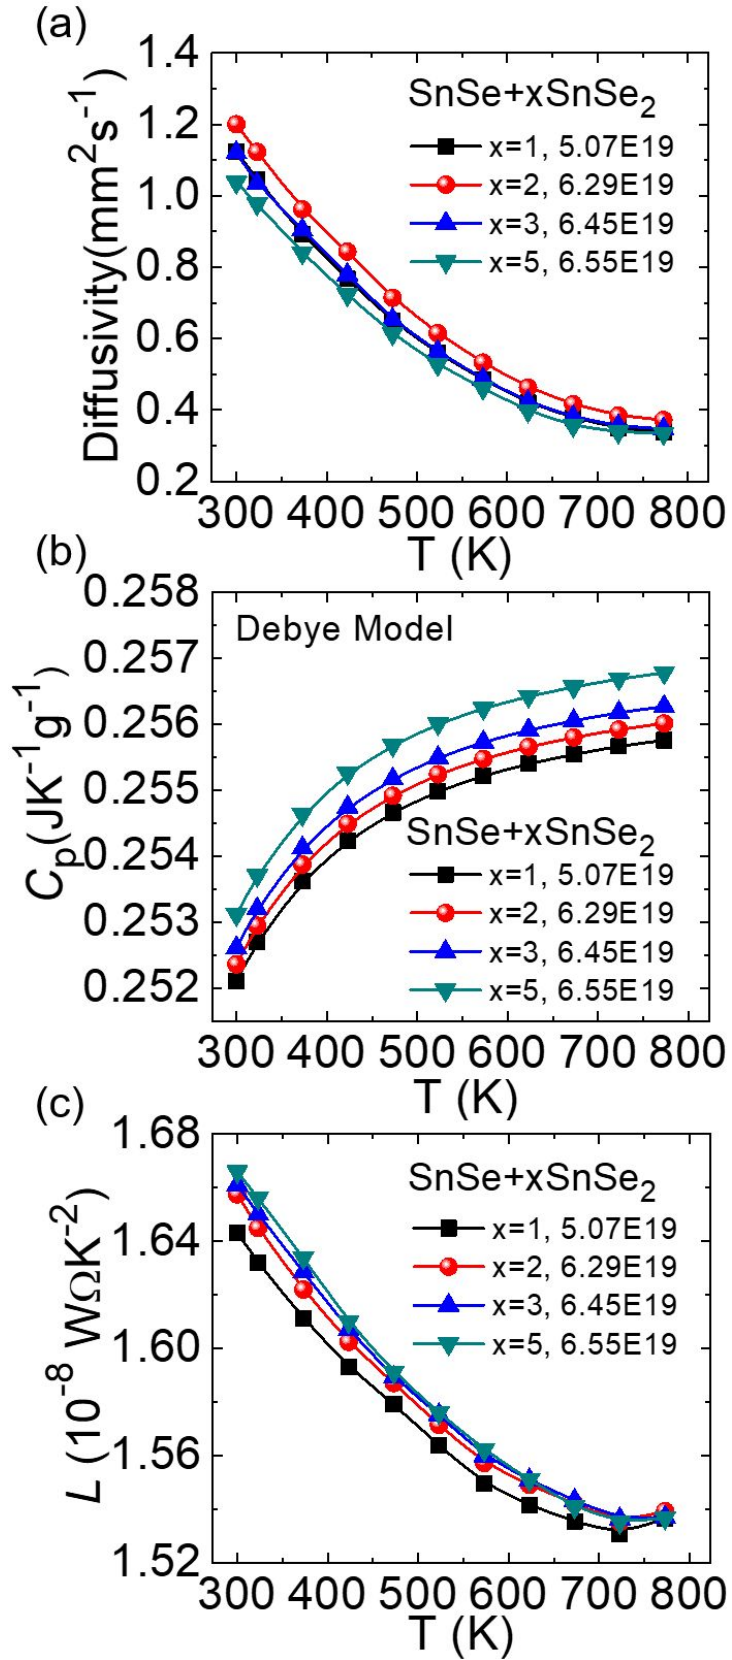 (a)
1.4
1.2
1.0
0.8
0.6
0.4
0.2
Diffusivity(mm²s⁻¹)
SnSe+xSnSe₂
x=1, 5.07E19
x=2, 6.29E19
x=3, 6.45E19
x=5, 6.55E19
300 400 500 600 700 800
T (K)
(b)
0.258
0.257
0.256
0.255
0.254
0.253
0.252
Cₚ(JK⁻¹g⁻¹)
Debye Model
SnSe+xSnSe₂
x=1, 5.07E19
x=2, 6.29E19
x=3, 6.45E19
x=5, 6.55E19
300 400 500 600 700 800
T (K)
(c)
1.68
1.64
1.60
1.56
1.52
L (10⁻⁸ WΩK⁻²)
SnSe+xSnSe₂
x=1, 5.07E19
x=2, 6.29E19
x=3, 6.45E19
x=5, 6.55E19
300 400 500 600 700 800
T (K)